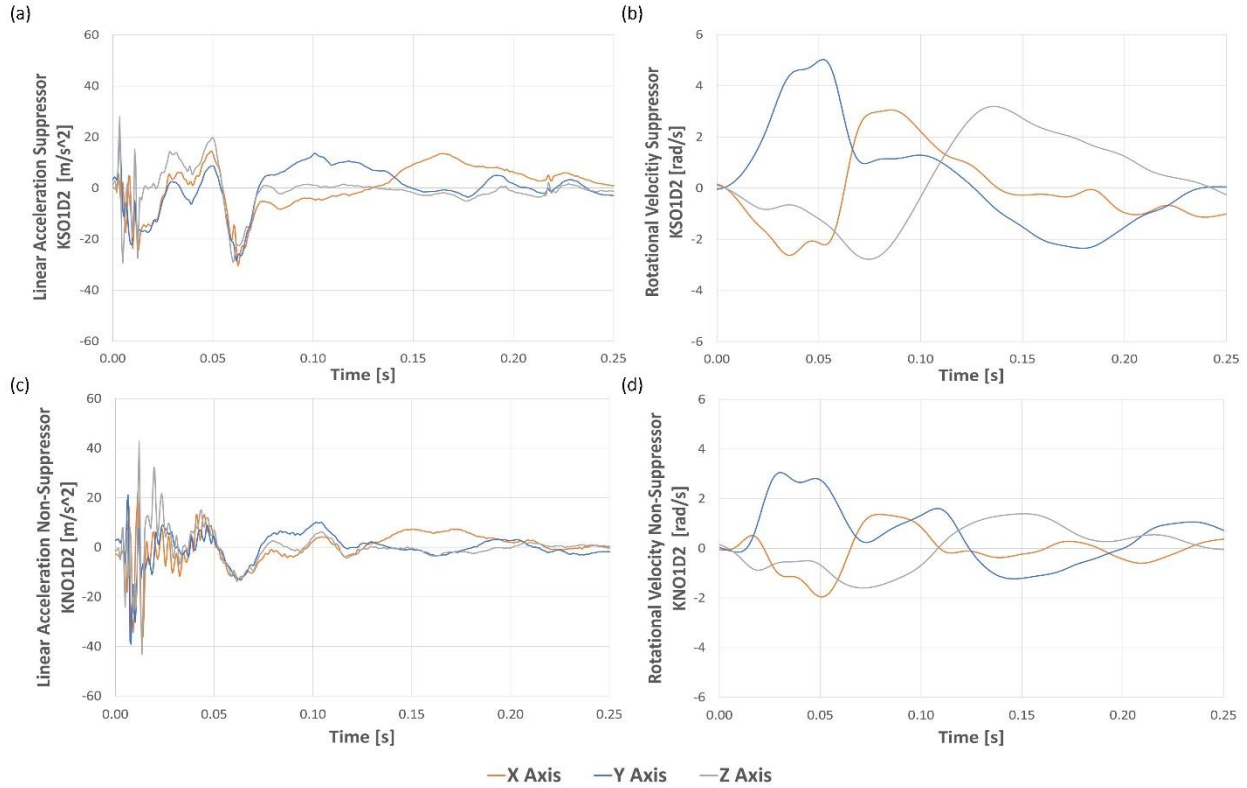 (a)
Linear Acceleration Suppressor
KSO1D2 [m/s^2]
60
40
20
0
-20
-40
-60
0.00 0.05 0.10 0.15 0.20 0.25
Time [s]
(b)
Rotational Velocitiy Suppressor
KSO1D2 [rad/s]
6
4
2
0
-2
-4
-6
0.00 0.05 0.10 0.15 0.20 0.25
Time [s]
(c)
Linear Acceleration Non-Suppressor
KNO1D2 [m/s^2]
60
40
20
0
-20
-40
-60
0.00 0.05 0.10 0.15 0.20 0.25
Time [s]
(d)
Rotational Velocity Non-Suppressor
KNO1D2 [rad/s]
6
4
2
0
-2
-4
-6
0.00 0.05 0.10 0.15 0.20 0.25
Time [s]
X Axis Y Axis Z Axis